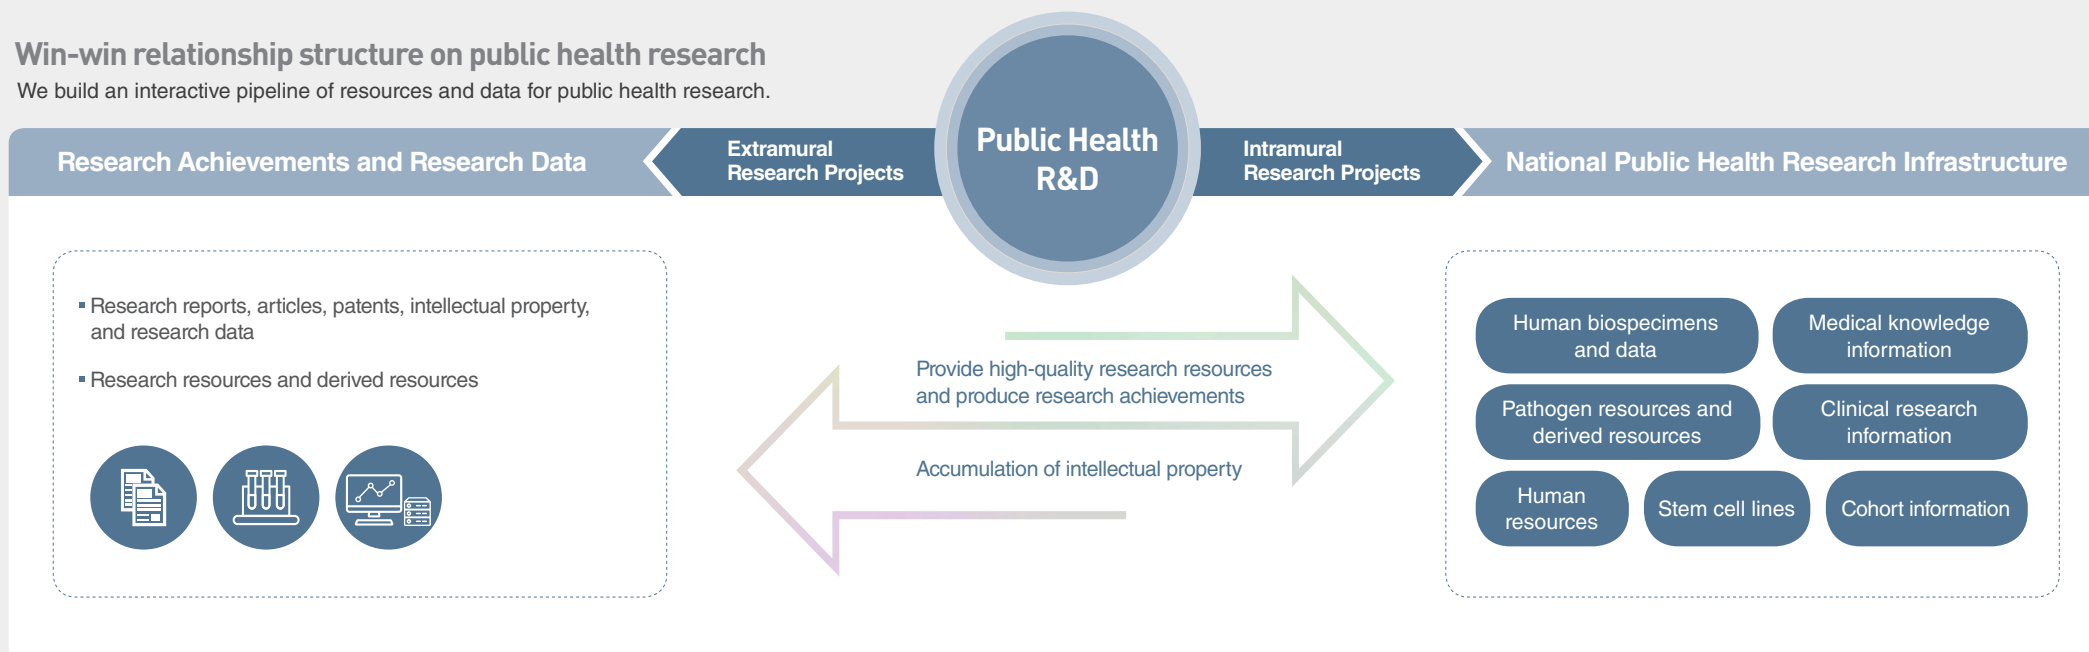 Win-win relationship structure on public health research
We build an interactive pipeline of resources and data for public health research.
Research Achievements and Research Data
Extramural
Research Projects
Public Health
R&D
Intramural
Research Projects
National Public Health Research Infrastructure
Research reports, articles, patents, intellectual property,
and research data
Research resources and derived resources
Provide high-quality research resources
and produce research achievements
Accumulation of intellectual property
Human biospecimens
and data
Medical knowledge
information
Pathogen resources and
derived resources
Clinical research
information
Human
resources
Stem cell lines
Cohort information